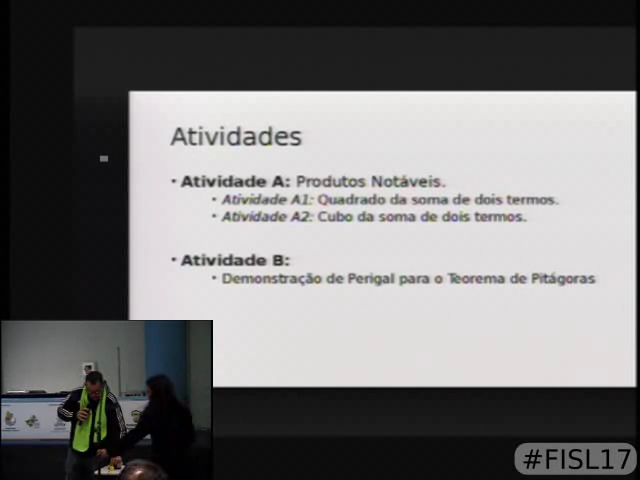 Atividades
• Atividade A: Produtos Notáveis.
• Atividade A1: Quadrado da soma de dois termos.
• Atividade A2: Cubo da soma de dois termos.
• Atividade B:
• Demonstração de Perigal para o Teorema de Pitágoras
#FISL17